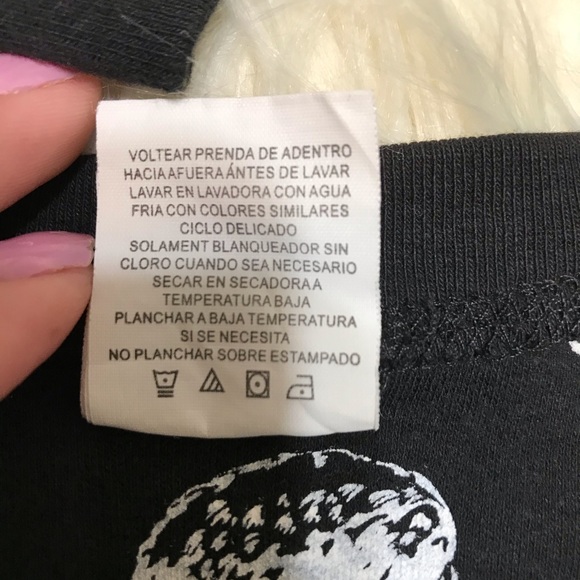 VOLTEAR PRENDA DE ADENTRO
HACIA AFUERA ÁNTES DE LAVAR
LAVAR EN LAVADORA CON AGUA
FRIA CON COLORES SIMILARES
CICLO DELICADO
SOLAMENT BLANQUEADOR SIN
CLORO CUANDO SEA NECESARIO
SECAR EN SECADORA A
TEMPERATURA BAJA
PLANCHAR A BAJA TEMPERATURA
SI SE NECESITA
NO PLANCHAR SOBRE ESTAMPADO